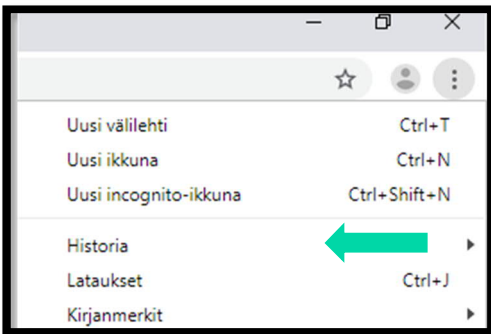 Uusi välilehti Ctrl+T
Uusi ikkuna Ctrl+N
Uusi incognito-ikkuna Ctrl+Shift+N
Historia
Lataukset Ctrl+J
Kirjanmerkit